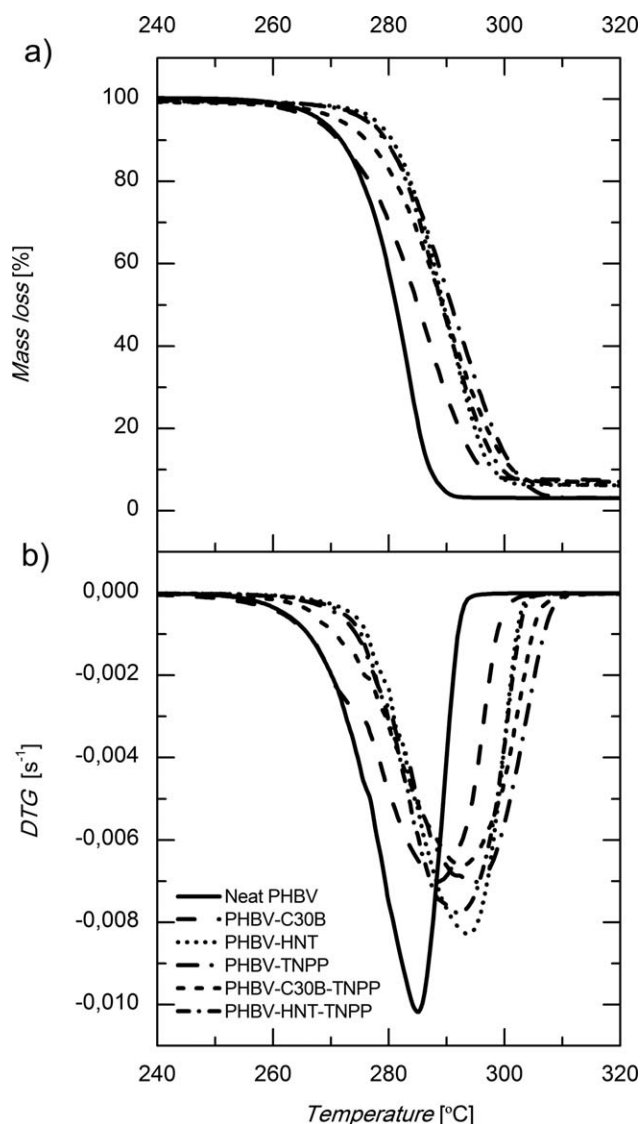 240 260 280 300 320
a)
100
80
60
40
20
0
Mass loss [%]
b)
0,000
-0,002
-0,004
-0,006
-0,008
-0,010
DTG [s⁻¹]
Neat PHBV
PHBV-C30B
PHBV-HNT
PHBV-TNPP
PHBV-C30B-TNPP
PHBV-HNT-TNPP
240 260 280 300 320
Temperature [ºC]